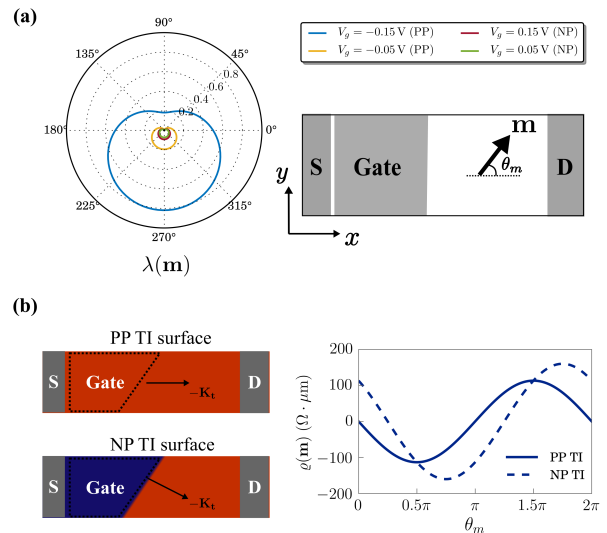 (a)
90°
45°
0°
315°
270°
225°
180°
135°
0.2
0.4
0.6
0.8
λ(m)
V_g = −0.15 V (PP)
V_g = −0.05 V (PP)
V_g = 0.15 V (NP)
V_g = 0.05 V (NP)
S
Gate
m
θ_m
D
y
x
(b)
PP TI surface
S
Gate
−K_t
D
NP TI surface
S
Gate
−K_t
D
ϱ(m) (Ω · μm)
200
100
0
−100
−200
PP TI
NP TI
0
0.5π
π
1.5π
2π
θ_m